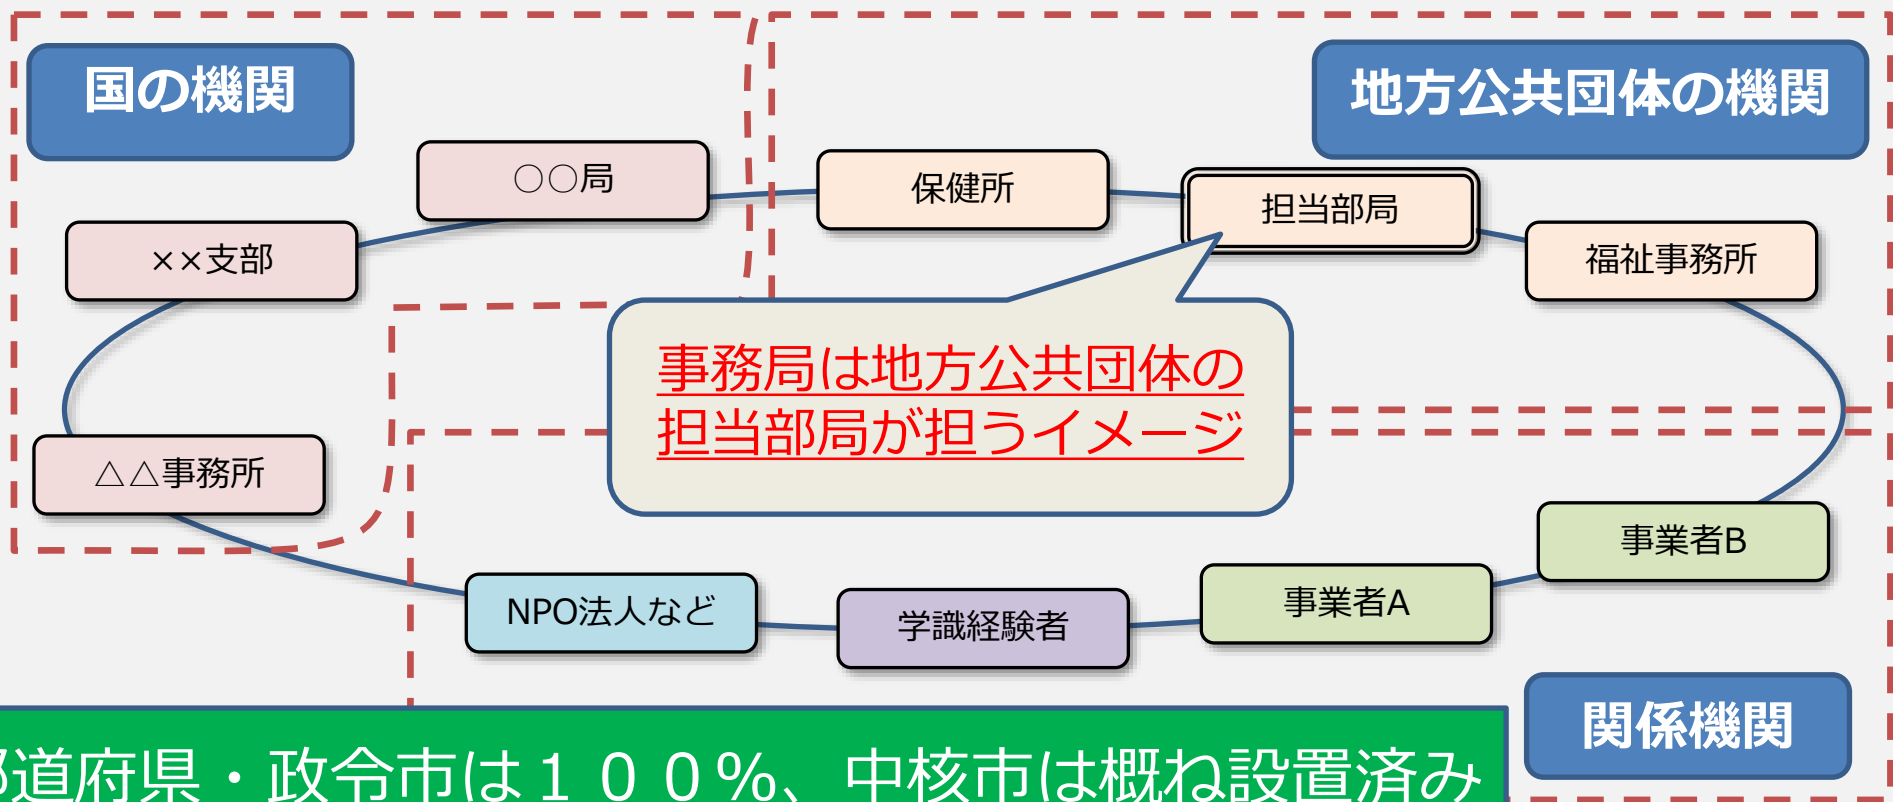 国の機関
地方公共団体の機関
〇〇局
保健所
担当部局
××支部
福祉事務所
事務局は地方公共団体の
担当部局が担うイメージ
△△事務所
事業者B
NPO法人など
学識経験者
事業者A
関係機関
道府県・政令市は１００%、中核市は概ね設置済み